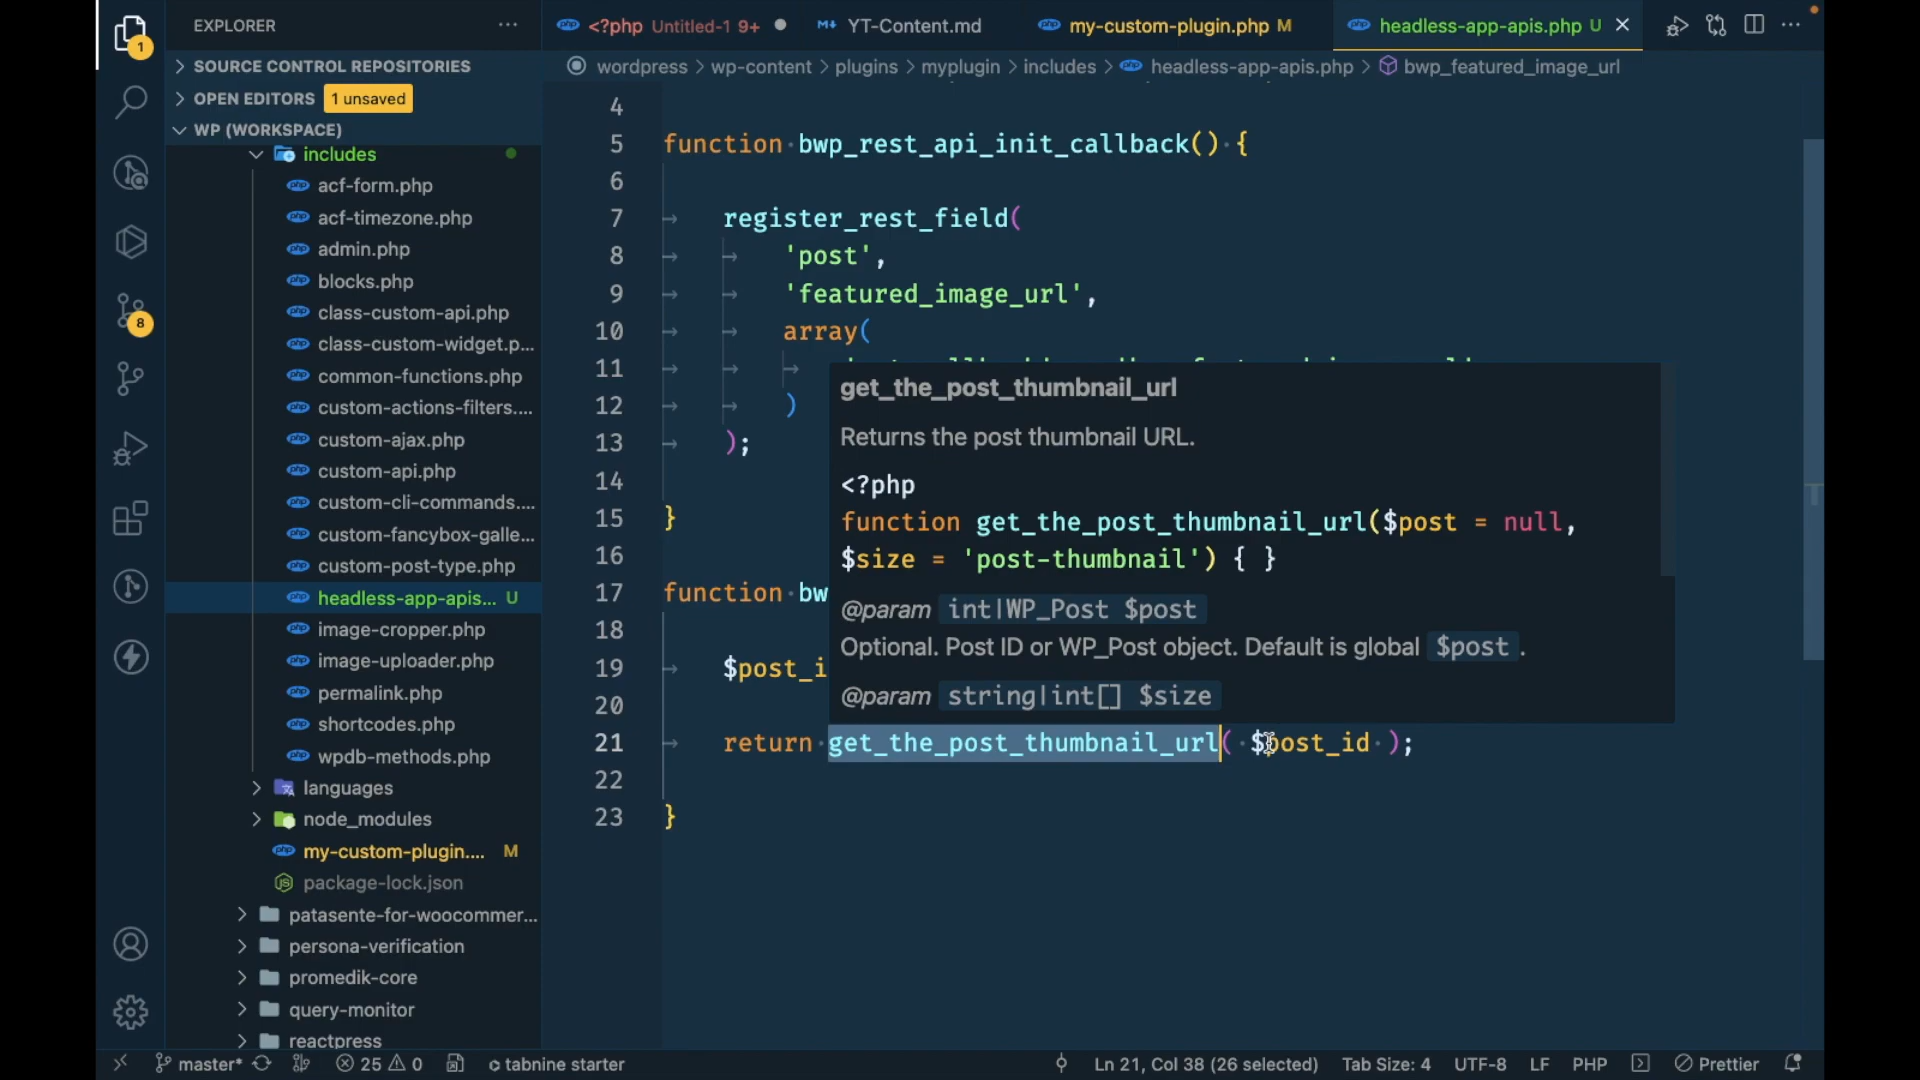 EXPLORER
<?php Untitled-1 9+
YT-Content.md
my-custom-plugin.php M
headless-app-apis.php U
SOURCE CONTROL REPOSITORIES
OPEN EDITORS 1 unsaved
WP (WORKSPACE)
wordpress > wp-content > plugins > myplugin > includes > headless-app-apis.php > bwp_featured_image_url
1
8
includes
acf-form.php
acf-timezone.php
admin.php
blocks.php
class-custom-api.php
class-custom-widget.p...
common-functions.php
custom-actions-filters....
custom-ajax.php
custom-api.php
custom-cli-commands....
custom-fancybox-galle...
custom-post-type.php
headless-app-apis... U
image-cropper.php
image-uploader.php
permalink.php
shortcodes.php
wpdb-methods.php
languages
node_modules
my-custom-plugin.... M
package-lock.json
patasente-for-woocommer...
persona-verification
promedik-core
query-monitor
reactpress
4
5 function bwp_rest_api_init_callback() {
6
7 register_rest_field(
8 'post',
9 'featured_image_url',
10 array(
11
12 )
13 );
14
15 }
16
17 function bw
18
19 $post_i
20
21 return get_the_post_thumbnail_url( $post_id );
22
23 }
get_the_post_thumbnail_url
Returns the post thumbnail URL.
<?php
function get_the_post_thumbnail_url($post = null,
$size = 'post-thumbnail') { }
@param int|WP_Post $post
Optional. Post ID or WP_Post object. Default is global $post .
@param string|int[] $size
master* 25 0 tabnine starter Ln 21, Col 38 (26 selected) Tab Size: 4 UTF-8 LF PHP Prettier